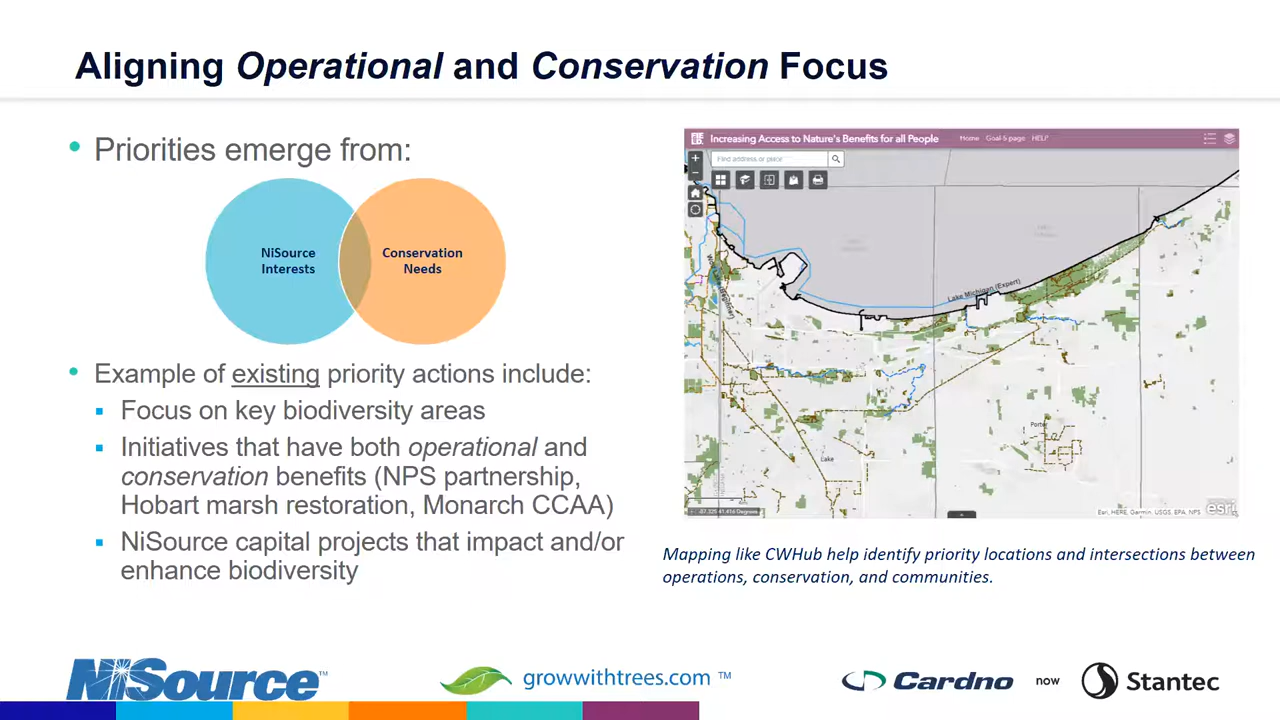 Aligning Operational and Conservation Focus
Priorities emerge from:
NiSource
Interests
Conservation
Needs
Example of existing priority actions include:
Focus on key biodiversity areas
Initiatives that have both operational and
conservation benefits (NPS partnership,
Hobart marsh restoration, Monarch CCAA)
NiSource capital projects that impact and/or
enhance biodiversity
Increasing Access to Nature's Benefits for all People
Home Goal-5 page HELP
Find address or place
Lake Michigan (Expert)
Porter
Lake
Esri, HERE, Garmin, USGS, EPA, NPS
esri
Mapping like CWHub help identify priority locations and intersections between
operations, conservation, and communities.
NiSource™
growwithtrees.com ™
Cardno now Stantec